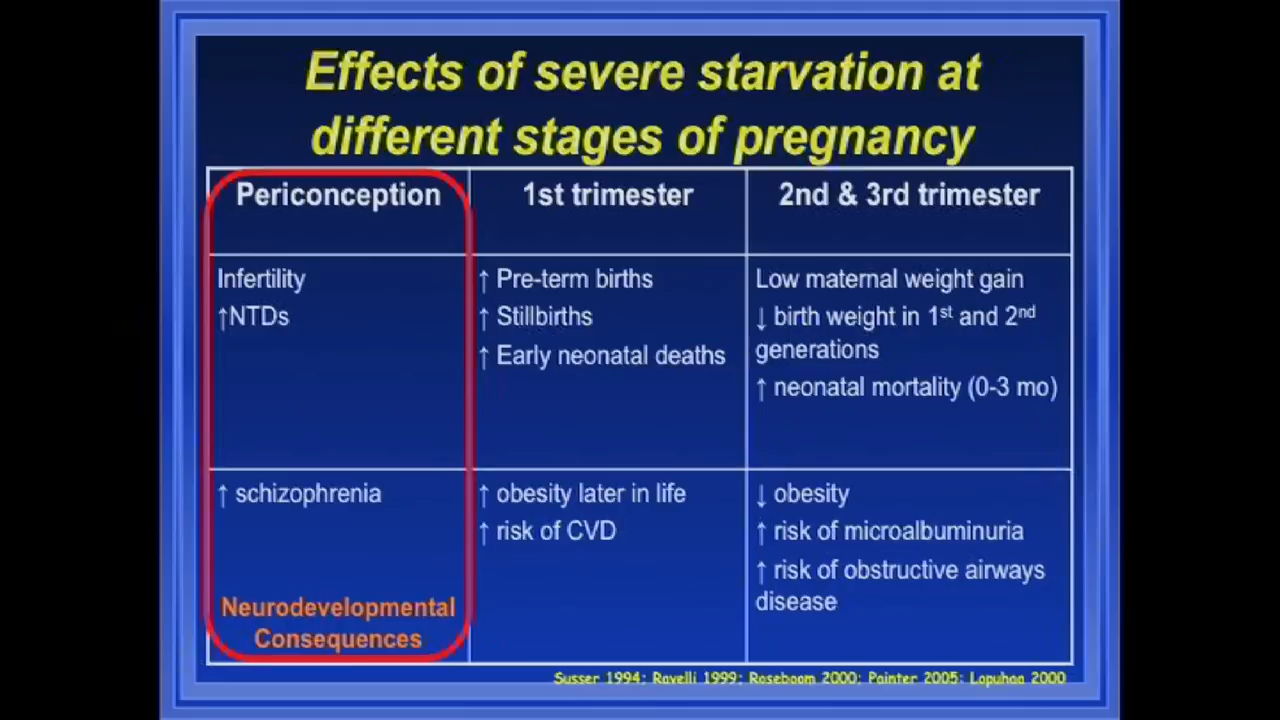 Effects of severe starvation at
different stages of pregnancy
Periconception
1st trimester
2nd & 3rd trimester
Infertility
↑NTDs
↑ Pre-term births
↑ Stillbirths
↑ Early neonatal deaths
Low maternal weight gain
↓ birth weight in 1st and 2nd
generations
↑ neonatal mortality (0-3 mo)
↑ schizophrenia
Neurodevelopmental
Consequences
↑ obesity later in life
↑ risk of CVD
↓ obesity
↑ risk of microalbuminuria
↑ risk of obstructive airways
disease
Susser 1994; Ravelli 1999; Roseboom 2000; Painter 2005; Lopuhaa 2000